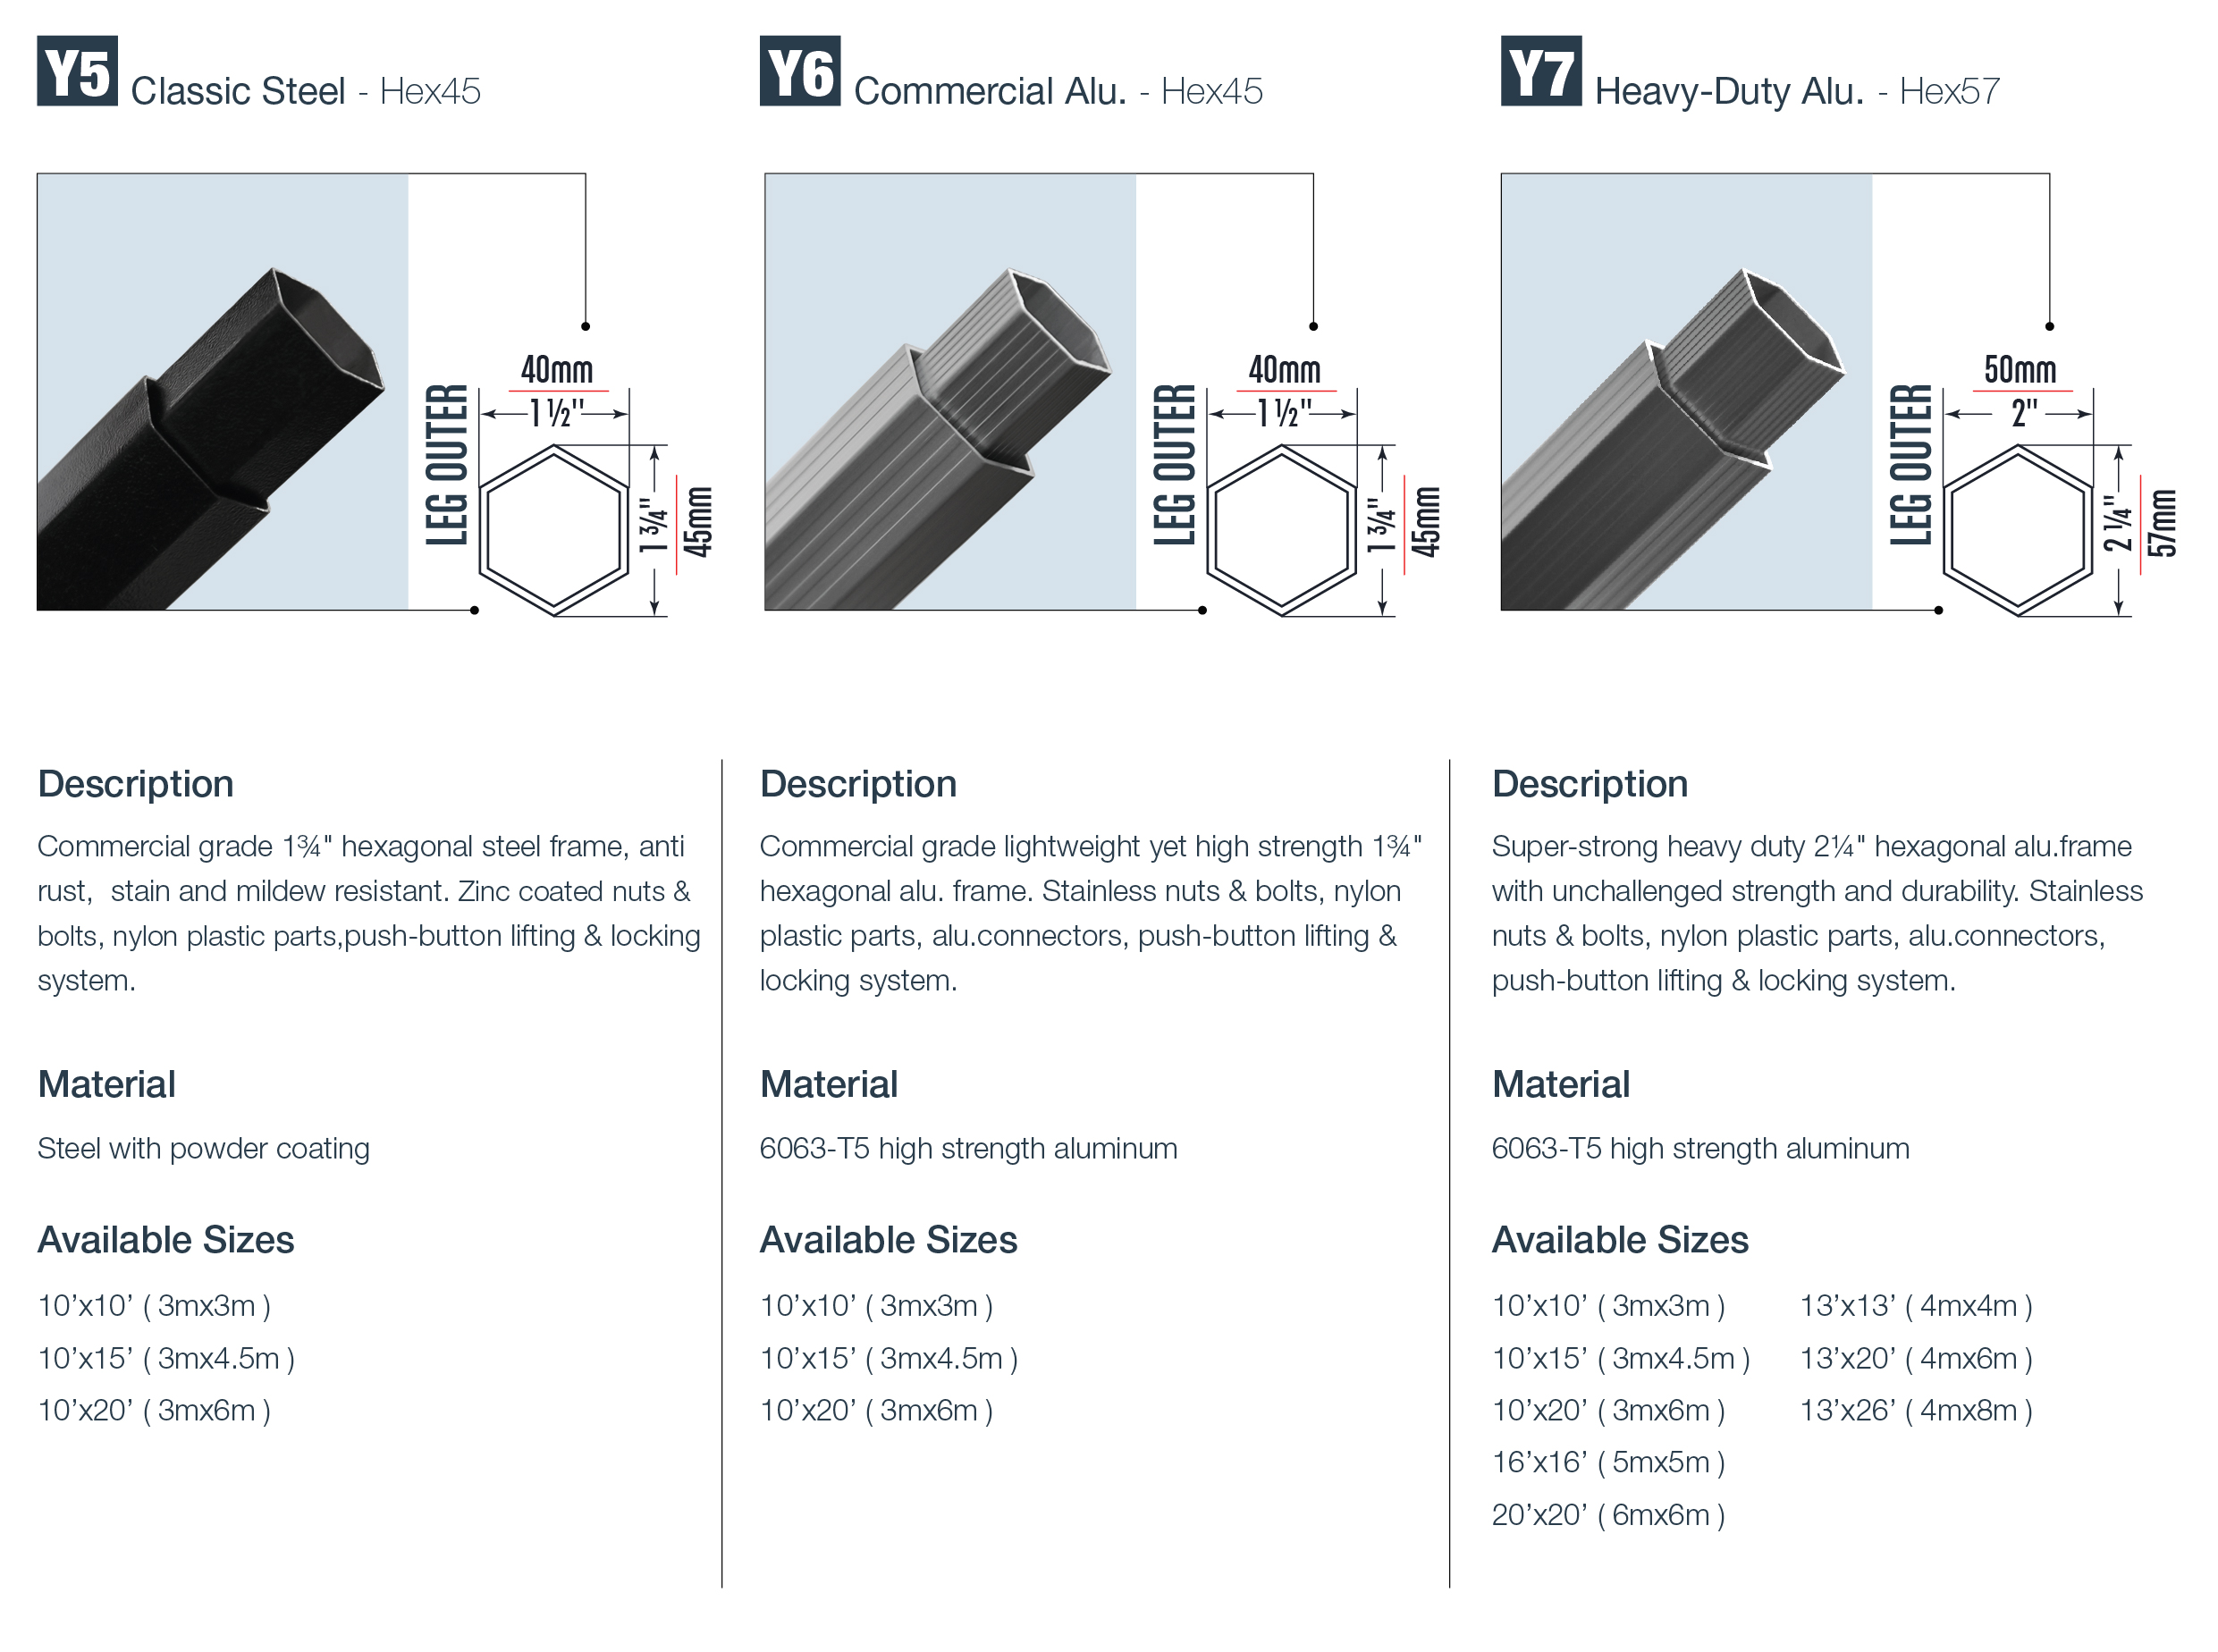 Y5 Classic Steel - Hex45
40mm
1 ½"
LEG OUTER
1 ¾"
45mm
Description
Commercial grade 1¾" hexagonal steel frame, anti
rust,  stain and mildew resistant. Zinc coated nuts &
bolts, nylon plastic parts,push-button lifting & locking
system.
Material
Steel with powder coating
Available Sizes
10’x10’ ( 3mx3m )
10’x15’ ( 3mx4.5m )
10’x20’ ( 3mx6m )
Y6 Commercial Alu. - Hex45
40mm
1 ½"
LEG OUTER
1 ¾"
45mm
Description
Commercial grade lightweight yet high strength 1¾"
hexagonal alu. frame. Stainless nuts & bolts, nylon
plastic parts, alu.connectors, push-button lifting &
locking system.
Material
6063-T5 high strength aluminum
Available Sizes
10’x10’ ( 3mx3m )
10’x15’ ( 3mx4.5m )
10’x20’ ( 3mx6m )
Y7 Heavy-Duty Alu. - Hex57
50mm
2"
LEG OUTER
2 ¼"
57mm
Description
Super-strong heavy duty 2¼" hexagonal alu.frame
with unchallenged strength and durability. Stainless
nuts & bolts, nylon plastic parts, alu.connectors,
push-button lifting & locking system.
Material
6063-T5 high strength aluminum
Available Sizes
10’x10’ ( 3mx3m )
10’x15’ ( 3mx4.5m )
10’x20’ ( 3mx6m )
16’x16’ ( 5mx5m )
20’x20’ ( 6mx6m )
13’x13’ ( 4mx4m )
13’x20’ ( 4mx6m )
13’x26’ ( 4mx8m )